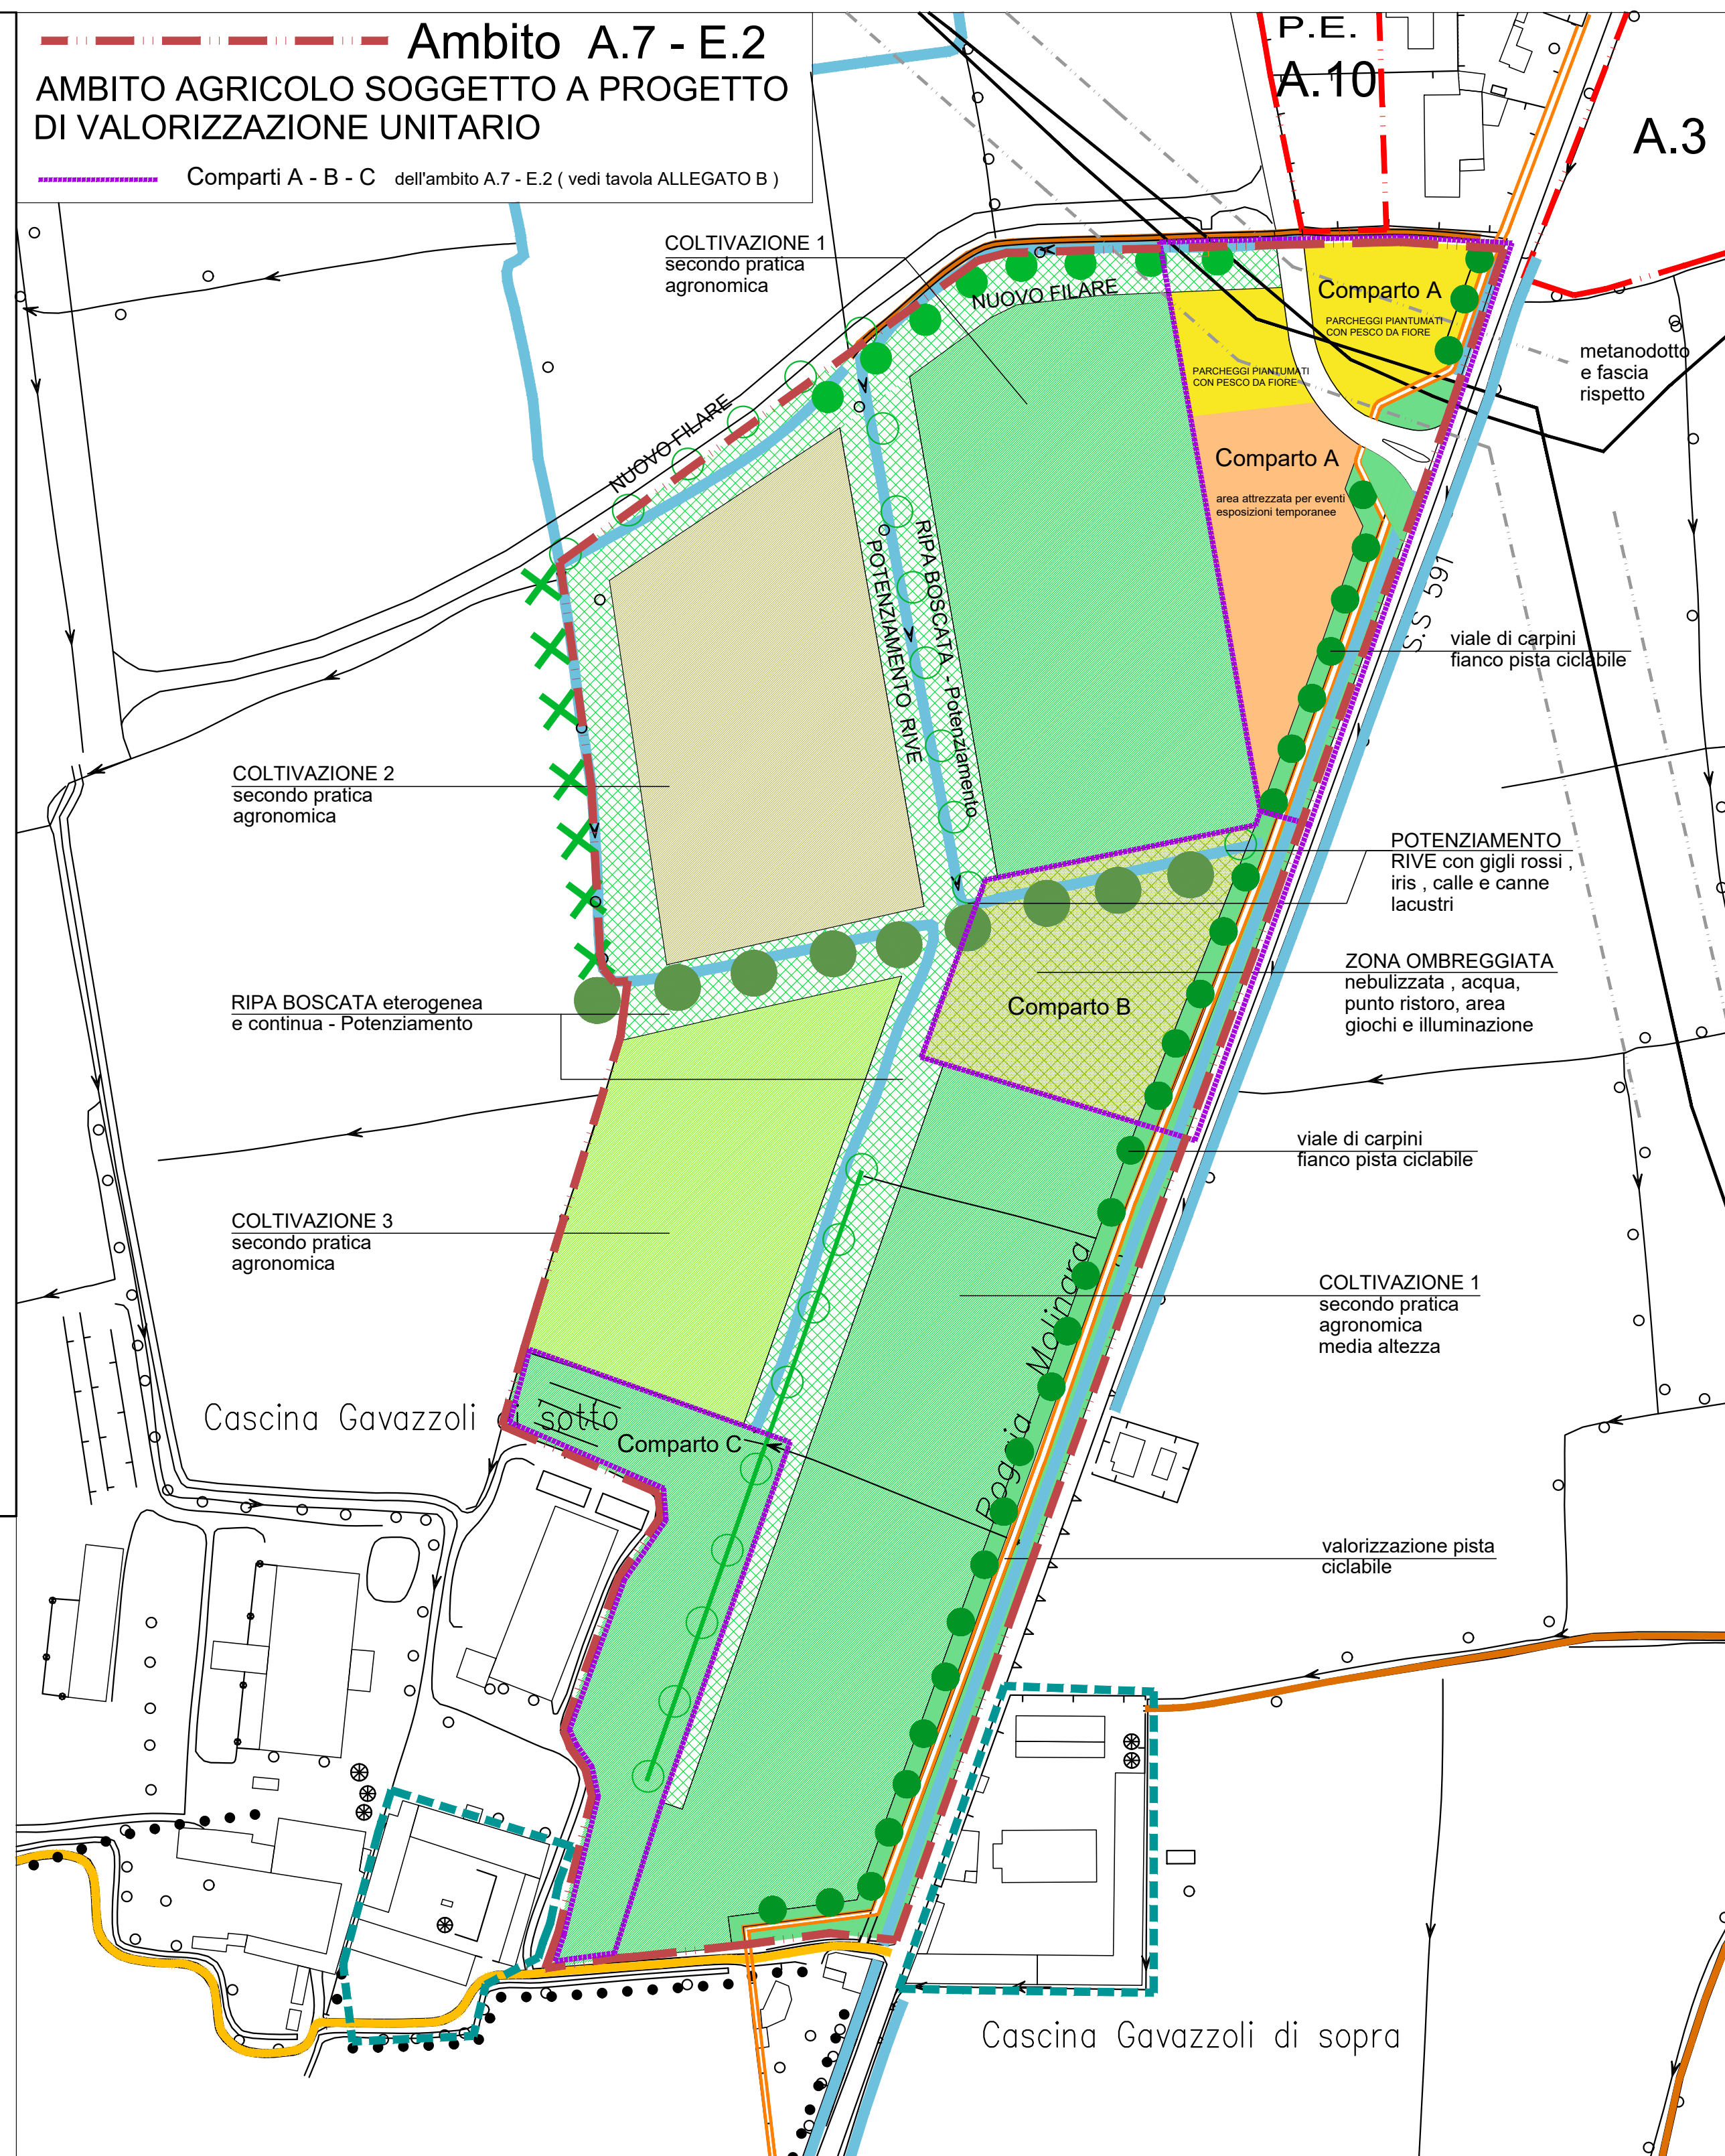 Ambito A.7 - E.2
AMBITO AGRICOLO SOGGETTO A PROGETTO
DI VALORIZZAZIONE UNITARIO
Comparti A - B - C dell'ambito A.7 - E.2 ( vedi tavola ALLEGATO B )
P.E.
A.10
A.3
COLTIVAZIONE 1
secondo pratica
agronomica
NUOVO FILARE
Comparto A
PARCHEGGI PIANTUMATI
CON PESCO DA FIORE
metanodotto
e fascia
rispetto
PARCHEGGI PIANTUMATI
CON PESCO DA FIORE
NUOVO FILARE
Comparto A
area attrezzata per eventi
esposizioni temporanee
RIPA BOSCATA - Potenziamento
POTENZIAMENTO RIVE
S.S 591
viale di carpini
fianco pista ciclabile
COLTIVAZIONE 2
secondo pratica
agronomica
POTENZIAMENTO
RIVE con gigli rossi ,
iris , calle e canne
lacustri
ZONA OMBREGGIATA
nebulizzata , acqua,
punto ristoro, area
giochi e illuminazione
RIPA BOSCATA eterogenea
e continua - Potenziamento
Comparto B
viale di carpini
fianco pista ciclabile
COLTIVAZIONE 3
secondo pratica
agronomica
COLTIVAZIONE 1
secondo pratica
agronomica
media altezza
Roggia Molinara
Cascina Gavazzoli di sotto
Comparto C
valorizzazione pista
ciclabile
Cascina Gavazzoli di sopra